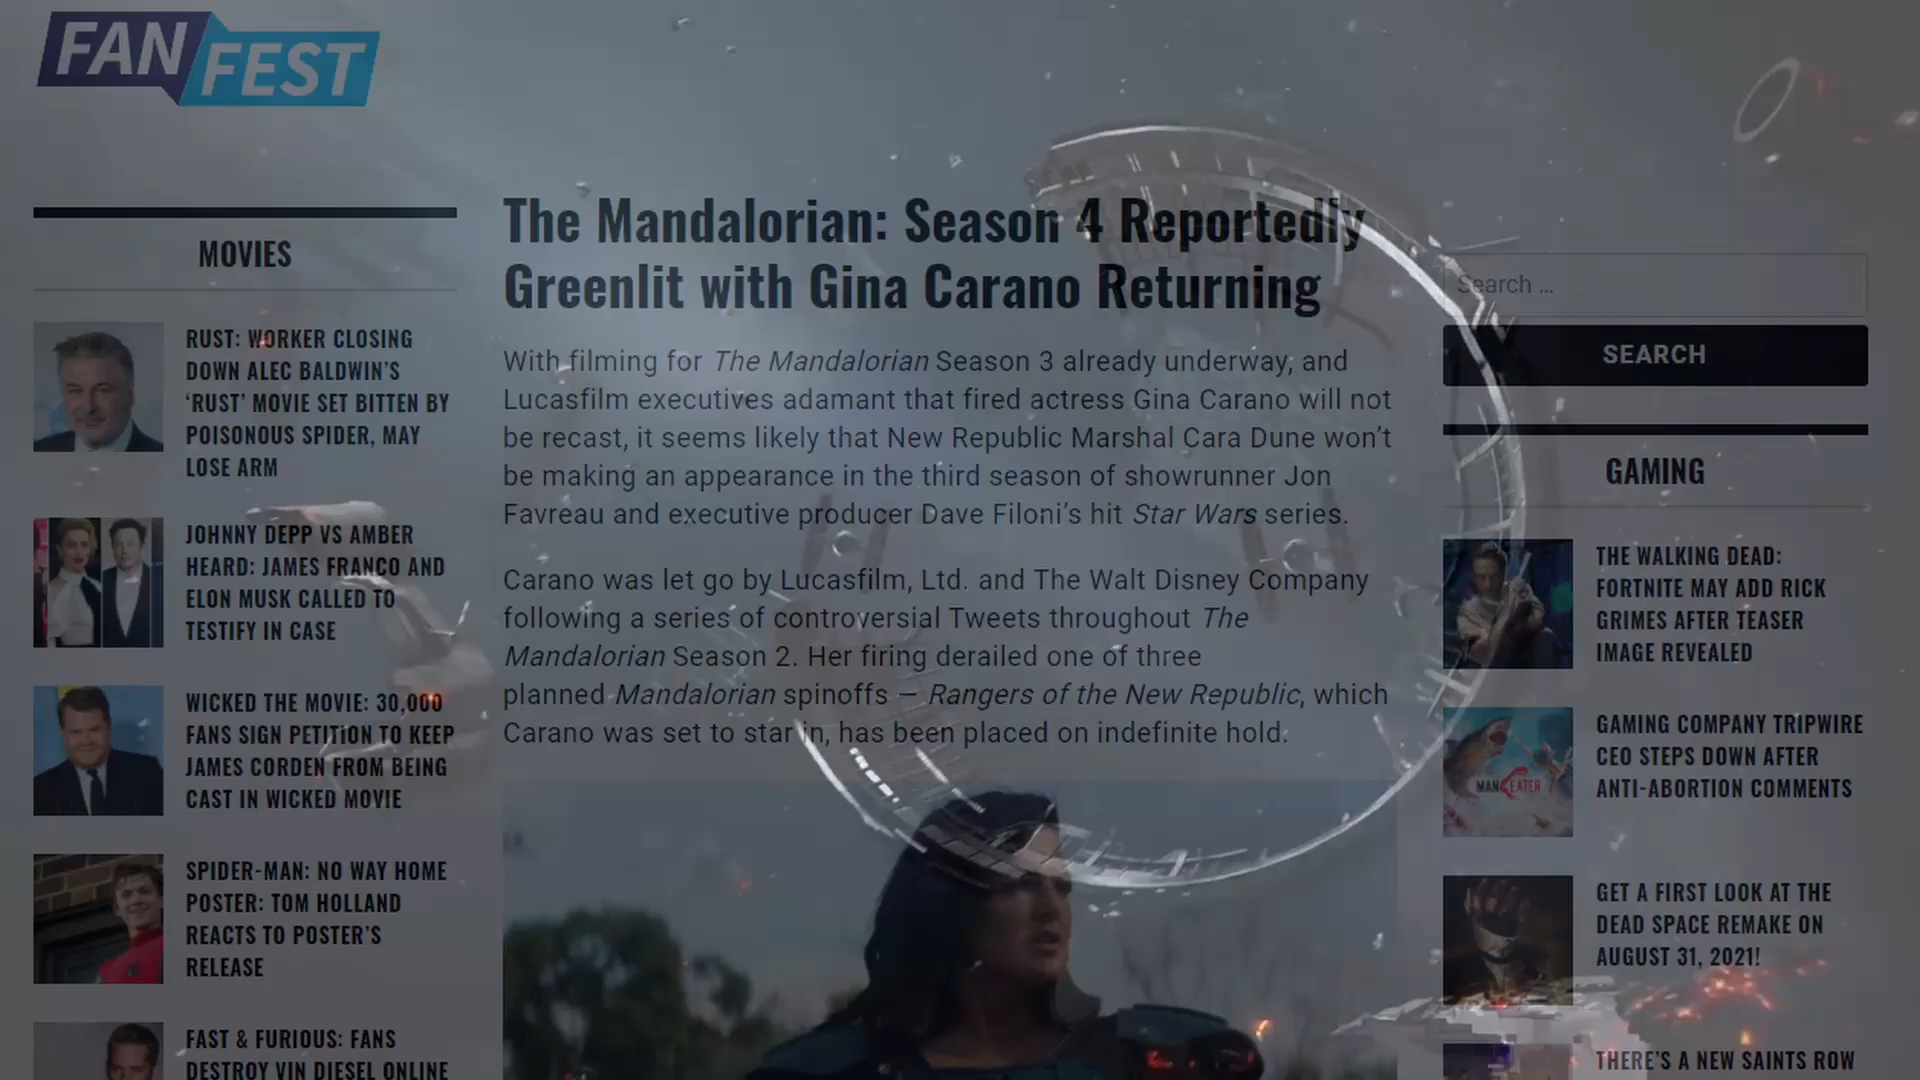 FAN
FEST
MOVIES
RUST: WORKER CLOSING
DOWN ALEC BALDWIN'S
‘RUST’ MOVIE SET BITTEN BY
POISONOUS SPIDER, MAY
LOSE ARM
JOHNNY DEPP VS AMBER
HEARD: JAMES FRANCO AND
ELON MUSK CALLED TO
TESTIFY IN CASE
WICKED THE MOVIE: 30,000
FANS SIGN PETITION TO KEEP
JAMES CORDEN FROM BEING
CAST IN WICKED MOVIE
SPIDER-MAN: NO WAY HOME
POSTER: TOM HOLLAND
REACTS TO POSTER'S
RELEASE
FAST & FURIOUS: FANS
DESTROY VIN DIESEL ONLINE
The Mandalorian: Season 4 Reportedly
Greenlit with Gina Carano Returning
With filming for The Mandalorian Season 3 already underway, and
Lucasfilm executives adamant that fired actress Gina Carano will not
be recast, it seems likely that New Republic Marshal Cara Dune won't
be making an appearance in the third season of showrunner Jon
Favreau and executive producer Dave Filoni's hit Star Wars series.
Carano was let go by Lucasfilm, Ltd. and The Walt Disney Company
following a series of controversial Tweets throughout The
Mandalorian Season 2. Her firing derailed one of three
planned Mandalorian spinoffs — Rangers of the New Republic, which
Carano was set to star in, has been placed on indefinite hold.
Search ...
SEARCH
GAMING
THE WALKING DEAD:
FORTNITE MAY ADD RICK
GRIMES AFTER TEASER
IMAGE REVEALED
MANEATER
GAMING COMPANY TRIPWIRE
CEO STEPS DOWN AFTER
ANTI-ABORTION COMMENTS
GET A FIRST LOOK AT THE
DEAD SPACE REMAKE ON
AUGUST 31, 2021!
THERE'S A NEW SAINTS ROW